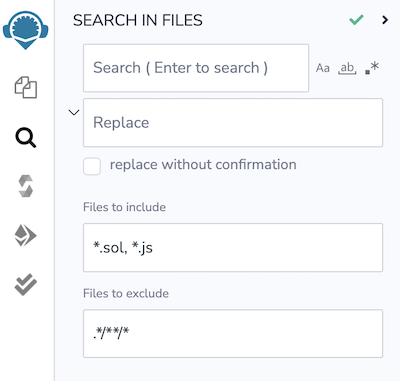 SEARCH IN FILES
Search ( Enter to search )
Aa ab .*
Replace
replace without confirmation
Files to include
*.sol, *.js
Files to exclude
.*/**/*